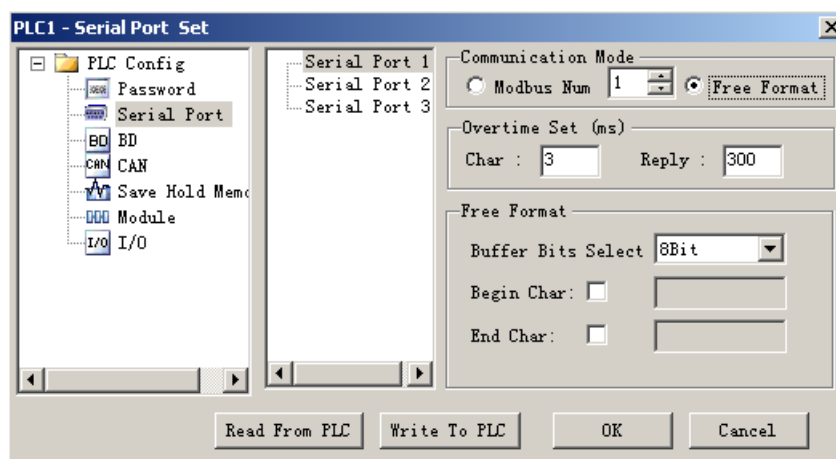 PLC1 - Serial Port Set
PLC Config
Password
Serial Port
BD BD
CAN CAN
Save Hold Memo
Module
I/O I/O
Serial Port 1
Serial Port 2
Serial Port 3
Communication Mode
Modbus Num 1 Free Format
Overtime Set (ms)
Char : 3 Reply : 300
Free Format
Buffer Bits Select 8Bit
Begin Char:
End Char:
Read From PLC Write To PLC OK Cancel